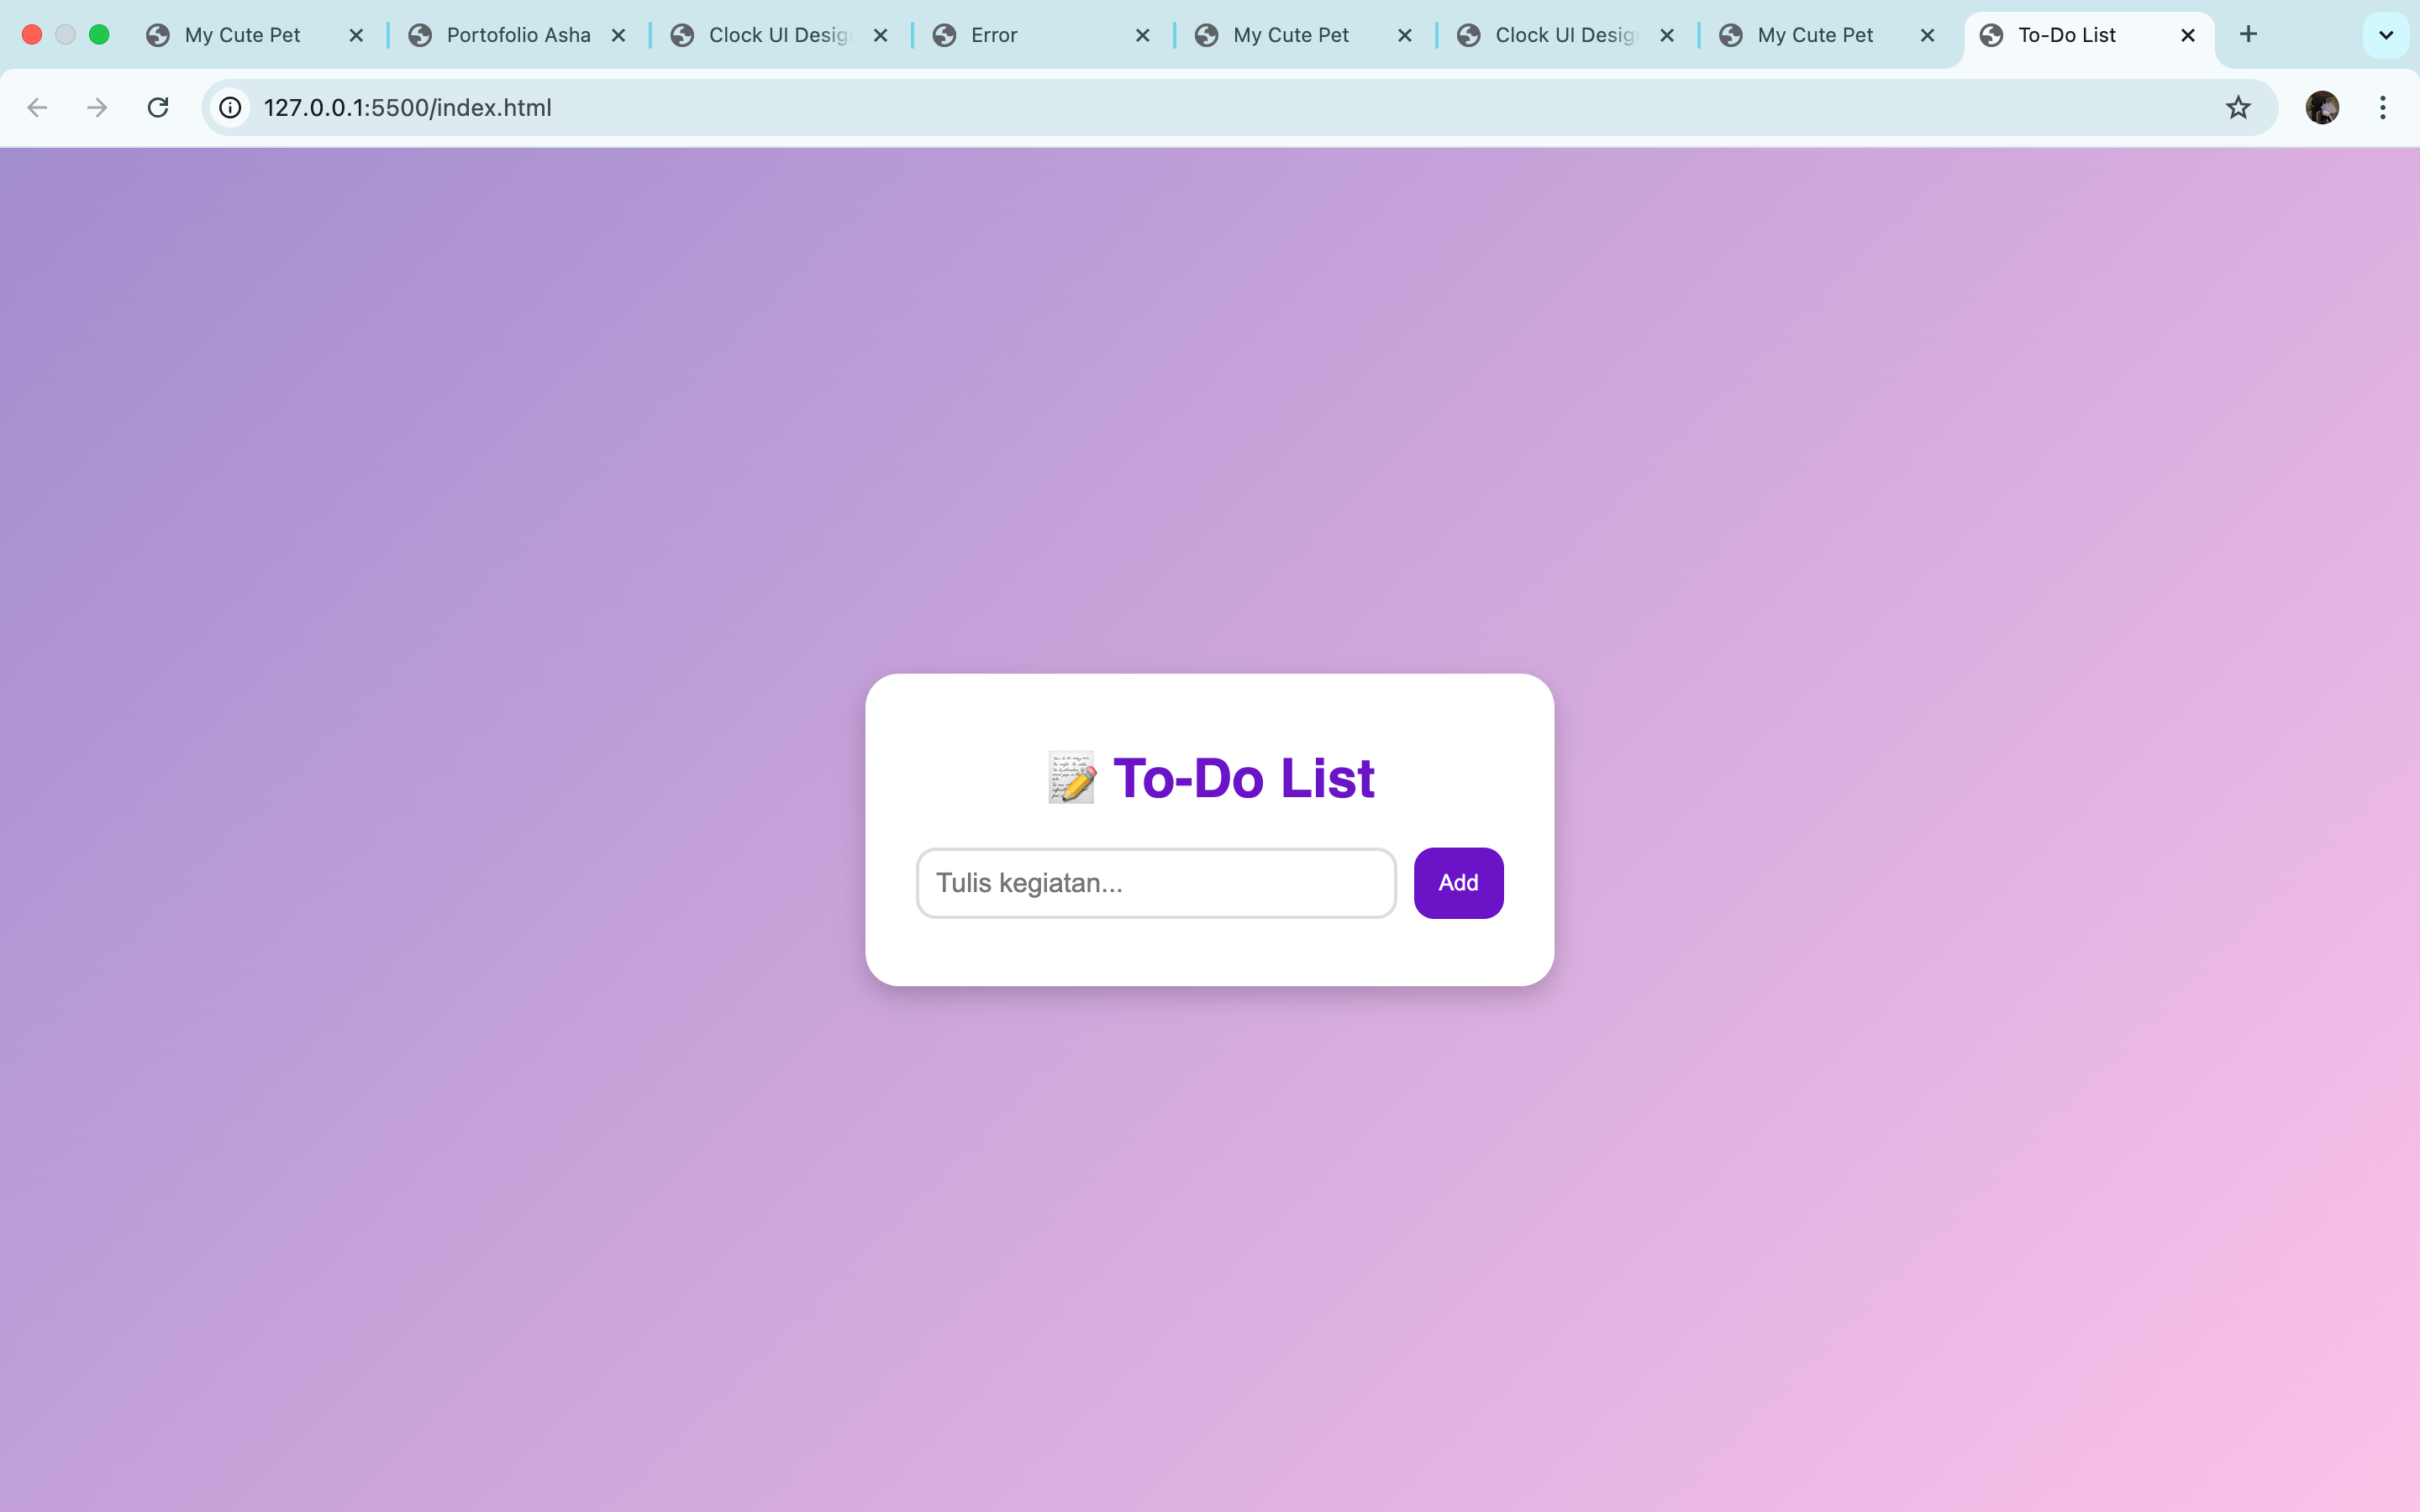 My Cute Pet
Portofolio Asha
Clock UI Desig
Error
My Cute Pet
Clock UI Desig
My Cute Pet
To-Do List
127.0.0.1:5500/index.html
To-Do List
Tulis kegiatan...
Add